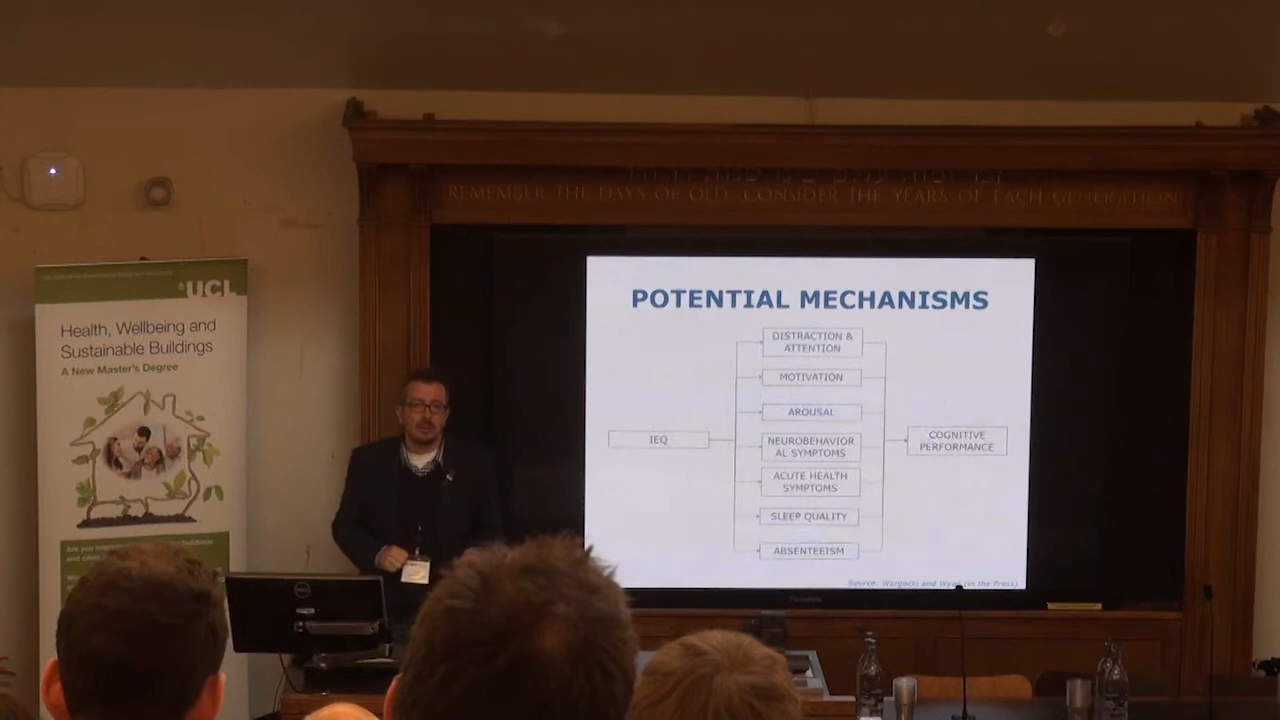 REMEMBER THE DAYS OF OLD CONSIDER THE YEARS OF EACH GENERATION
UCL
Health, Wellbeing and
Sustainable Buildings
A New Master's Degree
POTENTIAL MECHANISMS
DISTRACTION &
ATTENTION
MOTIVATION
AROUSAL
IEQ
NEUROBEHAVIOR
AL SYMPTOMS
COGNITIVE
PERFORMANCE
ACUTE HEALTH
SYMPTOMS
SLEEP QUALITY
ABSENTEEISM
Source: Wargocki and Wyon (in the Press)
DELL